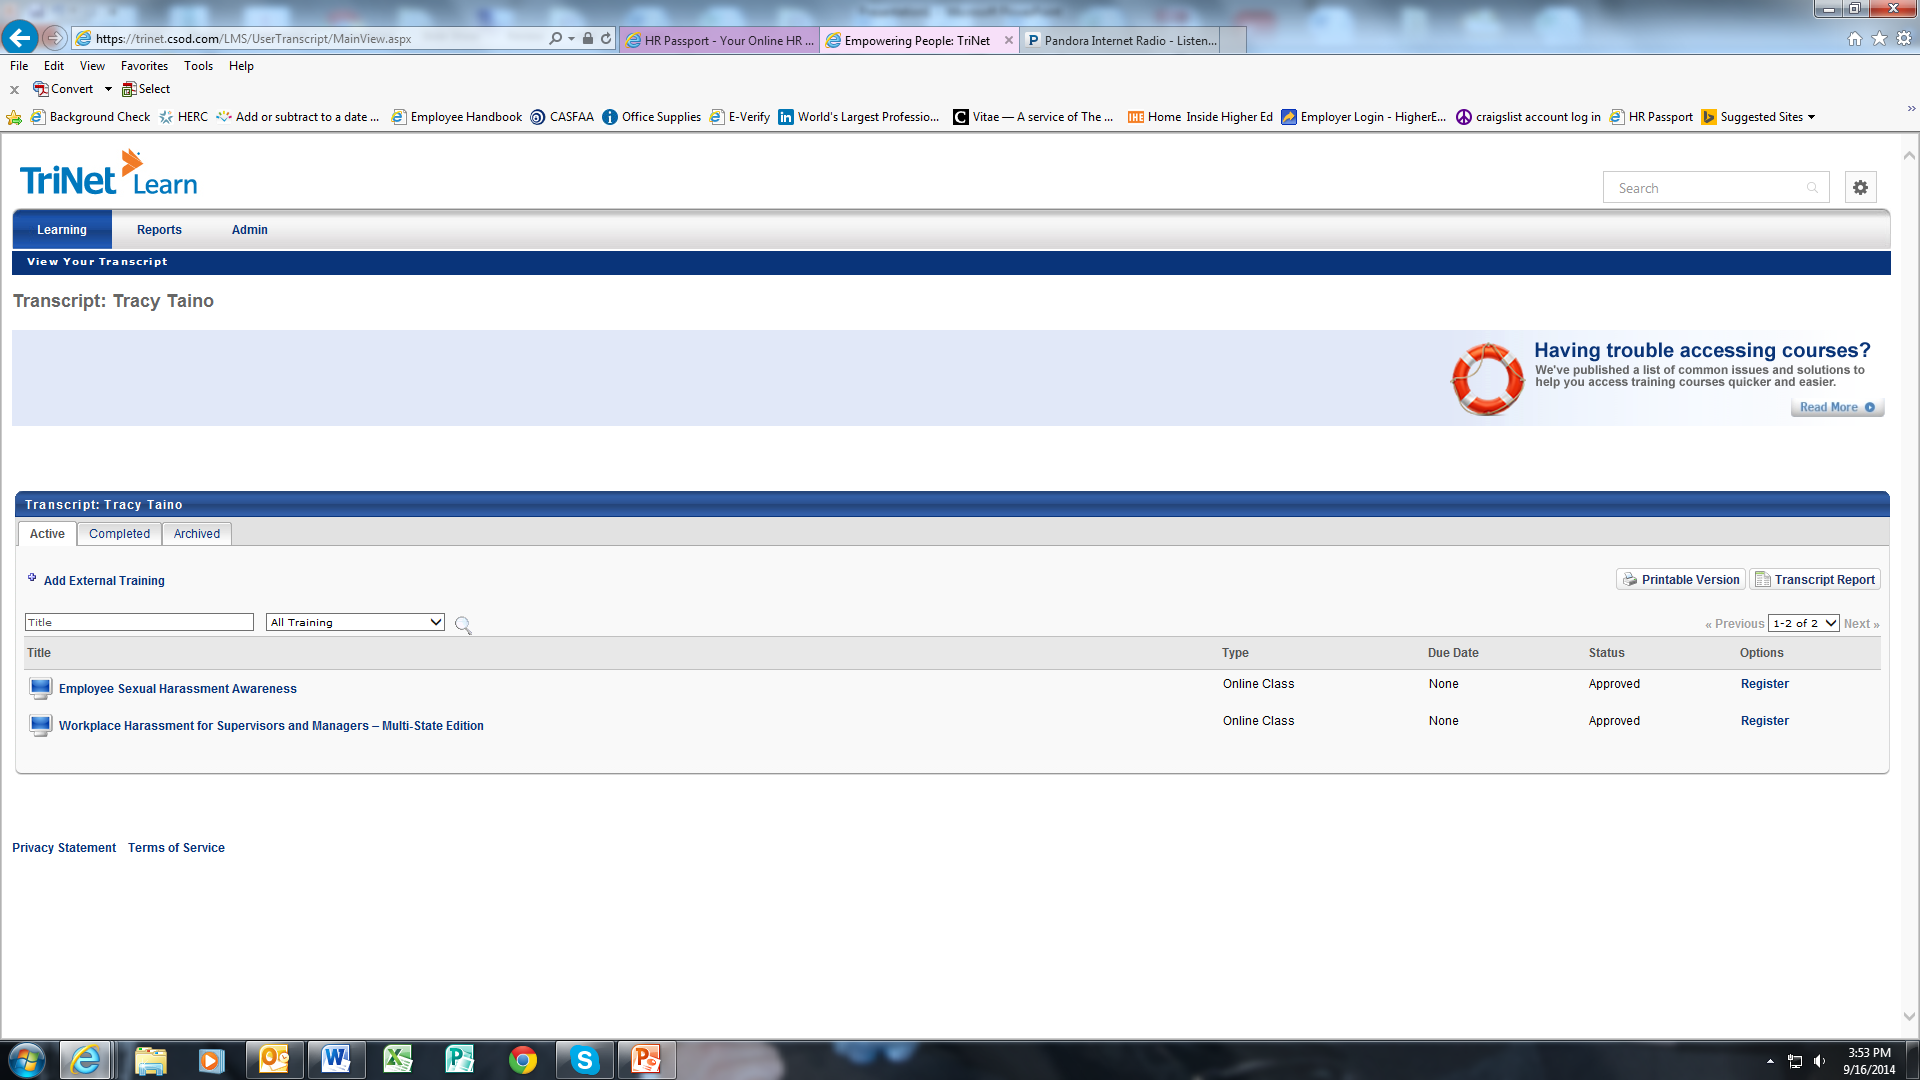 https://trinet.csod.com/LMS/UserTranscript/MainView.aspx
HR Passport - Your Online HR ...
Empowering People: TriNet
Pandora Internet Radio - Listen...
File Edit View Favorites Tools Help
x Convert Select
Background Check HERC Add or subtract to a date ... Employee Handbook CASFAA Office Supplies E-Verify World's Largest Professio... Vitae — A service of The ... Home Inside Higher Ed Employer Login - HigherE... craigslist account log in HR Passport Suggested Sites »
TriNet Learn
Search
Learning Reports Admin
View Your Transcript
Transcript: Tracy Taino
Having trouble accessing courses?
We've published a list of common issues and solutions to
help you access training courses quicker and easier.
Read More
Transcript: Tracy Taino
Active Completed Archived
Add External Training
Printable Version Transcript Report
Title All Training
« Previous 1-2 of 2 Next »
Title Type Due Date Status Options
Employee Sexual Harassment Awareness Online Class None Approved Register
Workplace Harassment for Supervisors and Managers – Multi-State Edition Online Class None Approved Register
Privacy Statement Terms of Service
3:53 PM
9/16/2014